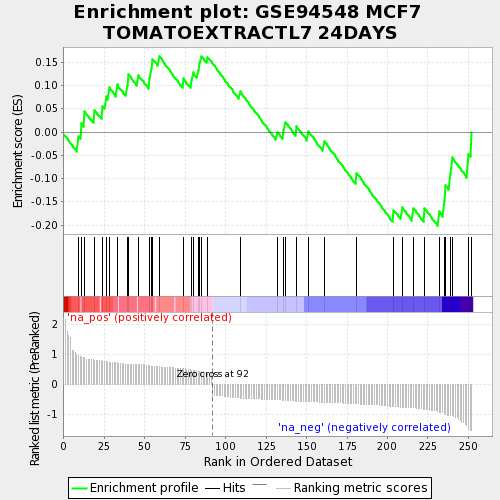 Enrichment plot: GSE94548 MCF7
TOMATOEXTRACTL7 24DAYS
Enrichment score (ES)
0.15
0.10
0.05
0.00
-0.05
-0.10
-0.15
-0.20
Ranked list metric (PreRanked)
2
1
0
-1
'na_pos' (positively correlated)
Zero cross at 92
'na_neg' (negatively correlated)
0
25
50
75
100
125
150
175
200
225
250
Rank in Ordered Dataset
Enrichment profile
Hits
Ranking metric scores